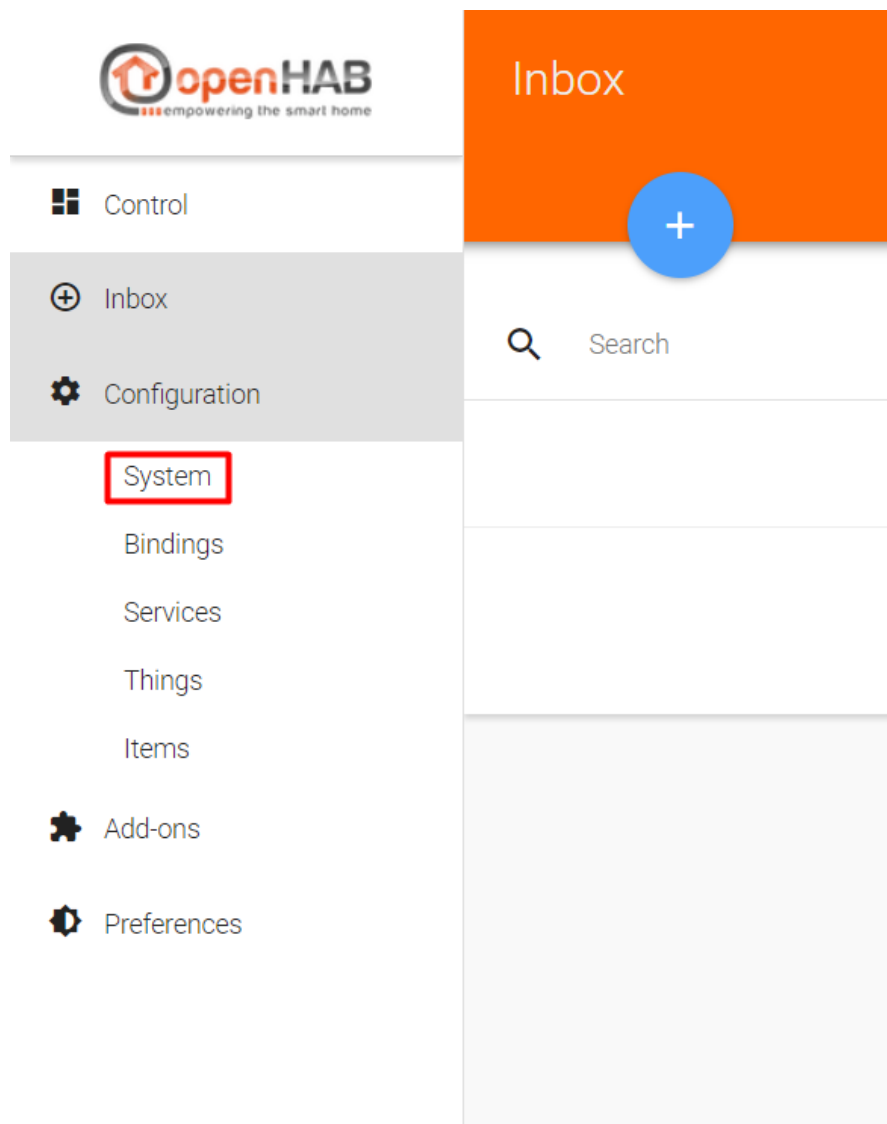 openHAB
empowering the smart home
Control
Inbox
Configuration
System
Bindings
Services
Things
Items
Add-ons
Preferences
Inbox
+
Search